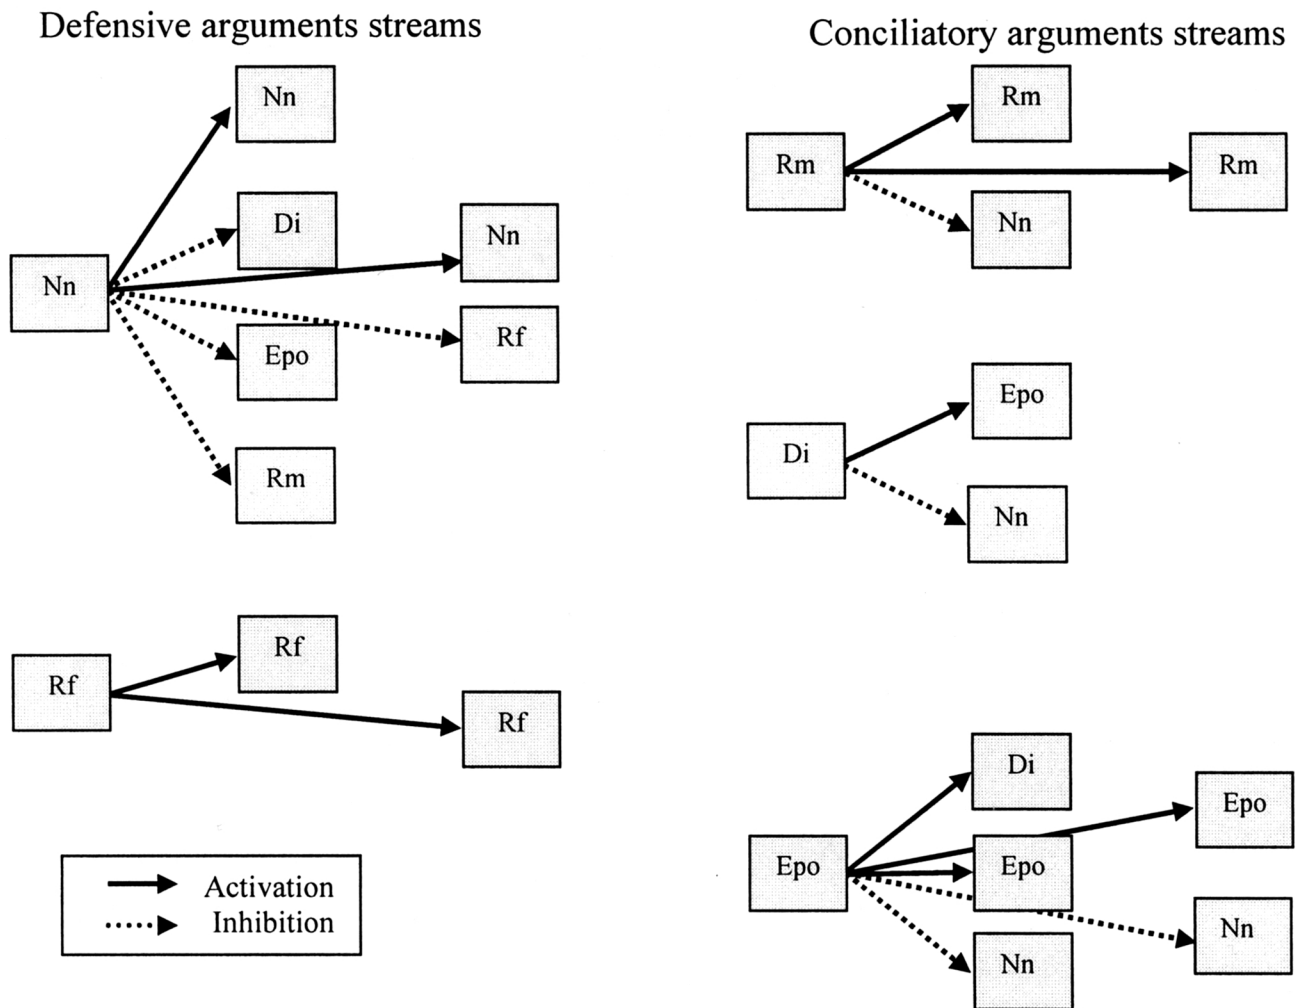 Defensive arguments streams
Nn
Di
Nn
Nn
Rf
Epo
Rm
Rf
Rf
Rf
Activation
Inhibition
Conciliatory arguments streams
Rm
Rm
Rm
Nn
Epo
Di
Nn
Di
Epo
Epo
Epo
Nn
Nn